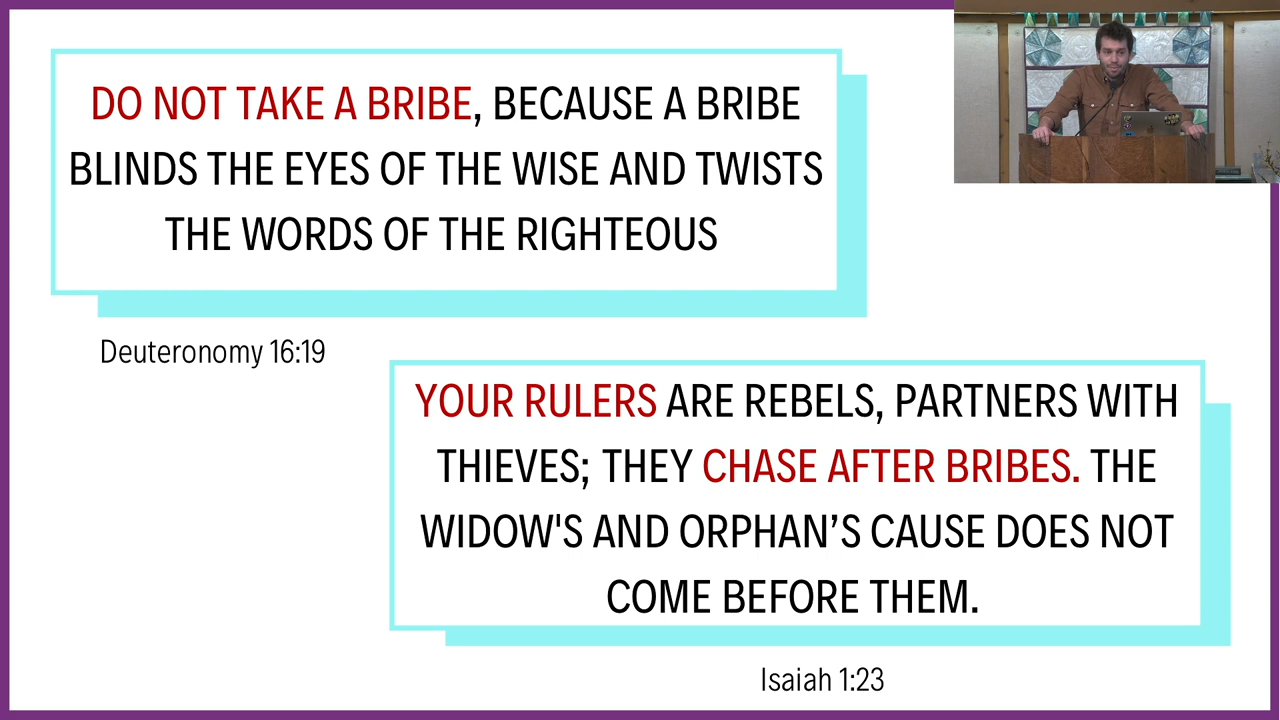 DO NOT TAKE A BRIBE, BECAUSE A BRIBE
BLINDS THE EYES OF THE WISE AND TWISTS
THE WORDS OF THE RIGHTEOUS
Deuteronomy 16:19
YOUR RULERS ARE REBELS, PARTNERS WITH
THIEVES; THEY CHASE AFTER BRIBES. THE
WIDOW'S AND ORPHAN’S CAUSE DOES NOT
COME BEFORE THEM.
Isaiah 1:23